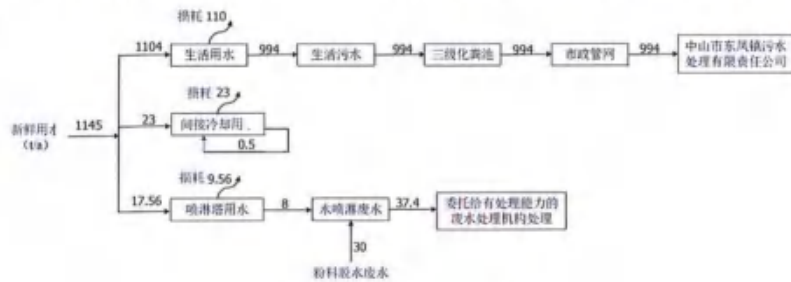 损耗 110
1104
生活用水
994
生活污水
994
三级化粪池
994
市政管网
994
中山市东凤镇污水
处理有限责任公司
损耗 23
新鲜用水
(t/a)
1145
23
间接冷却用
0.5
损耗 9.56
17.56
喷淋塔用水
8
水喷淋废水
37.4
委托给有处理能力的
废水处理机构处理
30
粉料脱水废水